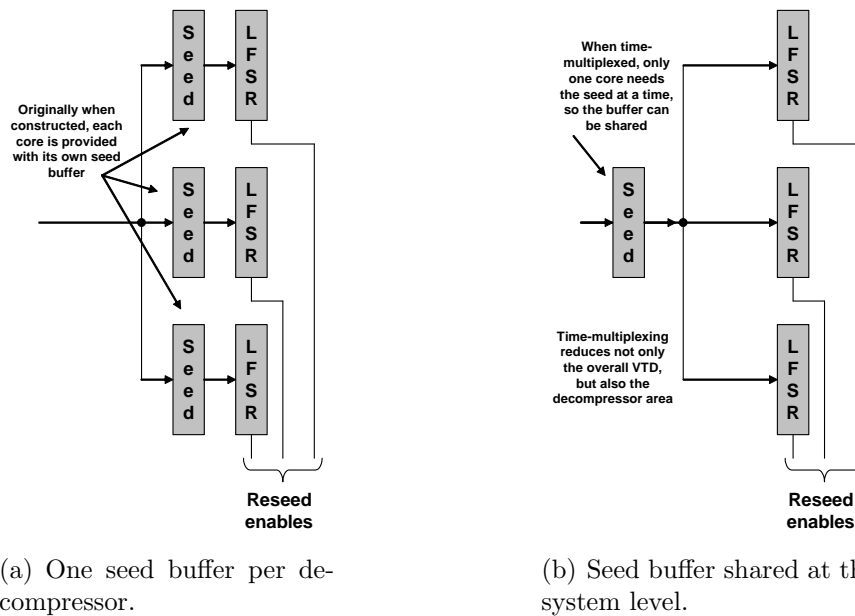 S
e
e
d
L
F
S
R
Originally when
constructed, each
core is provided
with its own seed
buffer
S
e
e
d
L
F
S
R
S
e
e
d
L
F
S
R
Reseed
enables
(a) One seed buffer per de-
compressor.
When time-
multiplexed, only
one core needs
the seed at a time,
so the buffer can
be shared
L
F
S
R
S
e
e
d
L
F
S
R
Time-multiplexing
reduces not only
the overall VTD,
but also the
decompressor area
L
F
S
R
Reseed
enables
(b) Seed buffer shared at th
system level.